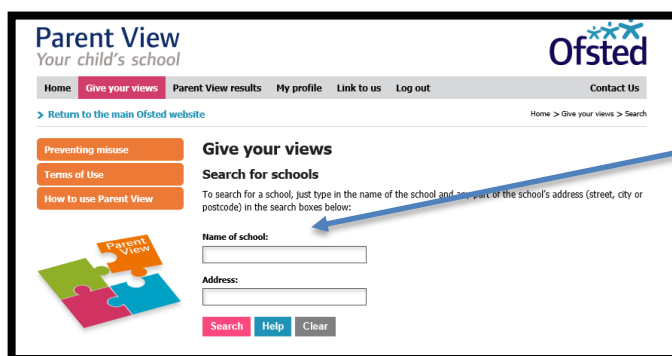 Parent View
Your child's school
Ofsted
Home Give your views Parent View results My profile Link to us Log out Contact Us
> Return to the main Ofsted website
Home > Give your views > Search
Preventing misuse
Terms of Use
How to use Parent View
Parent
View
Give your views
Search for schools
To search for a school, just type in the name of the school and any part of the school's address (street, city or
postcode) in the search boxes below:
Name of school:
Address:
Search Help Clear